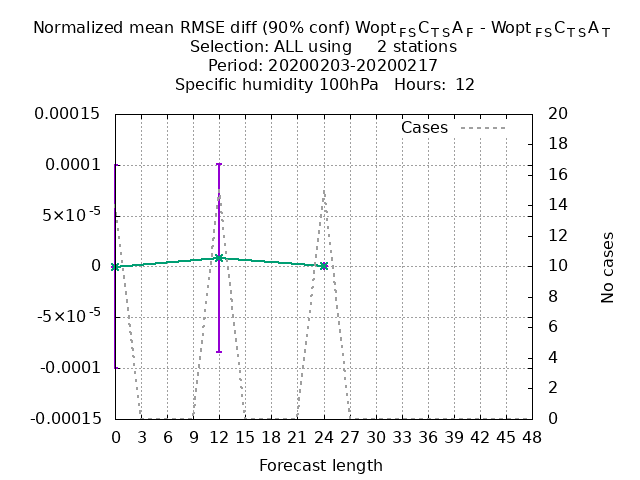 Normalized mean RMSE diff (90% conf) Wopt FS C TS A F - Wopt FS C TS A T
Selection: ALL using 2 stations
Period: 20200203-20200217
Specific humidity 100hPa Hours: 12
Cases
0.00015
0.0001
5×10^-5
0
-5×10^-5
-0.0001
-0.00015
20
18
16
14
12
10
8
6
4
2
0
No cases
0 3 6 9 12 15 18 21 24 27 30 33 36 39 42 45 48
Forecast length